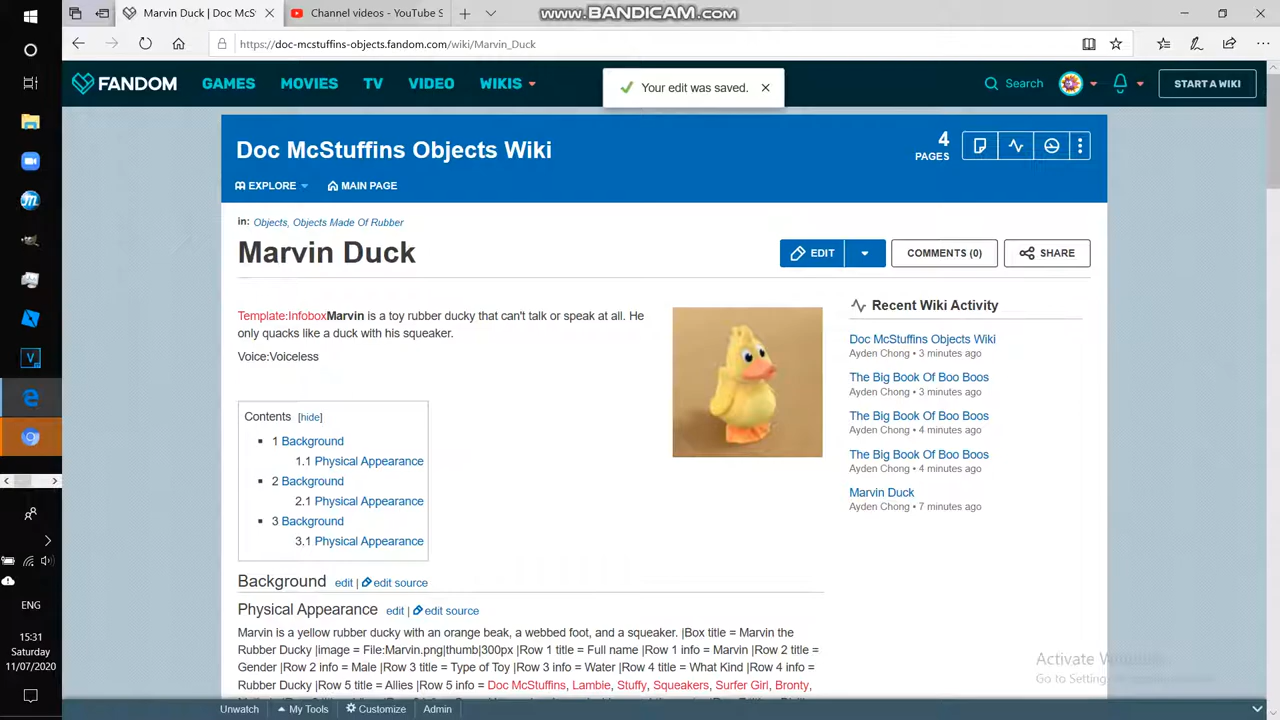 www.BANDICAM.com
Marvin Duck | Doc McS
Channel videos - YouTube S
https://doc-mcstuffins-objects.fandom.com/wiki/Marvin_Duck
FANDOM GAMES MOVIES TV VIDEO WIKIS
Your edit was saved.
Search
START A WIKI
Doc McStuffins Objects Wiki
4
PAGES
EXPLORE MAIN PAGE
in: Objects, Objects Made Of Rubber
Marvin Duck
EDIT
COMMENTS (0)
SHARE
Template:InfoboxMarvin is a toy rubber ducky that can't talk or speak at all. He
only quacks like a duck with his squeaker.
Voice:Voiceless
Contents [hide]
1 Background
1.1 Physical Appearance
2 Background
2.1 Physical Appearance
3 Background
3.1 Physical Appearance
Background edit | edit source
Physical Appearance edit | edit source
Marvin is a yellow rubber ducky with an orange beak, a webbed foot, and a squeaker. |Box title = Marvin the
Rubber Ducky |image = File:Marvin.png|thumb|300px |Row 1 title = Full name |Row 1 info = Marvin |Row 2 title =
Gender |Row 2 info = Male |Row 3 title = Type of Toy |Row 3 info = Water |Row 4 title = What Kind |Row 4 info =
Rubber Ducky |Row 5 title = Allies |Row 5 info = Doc McStuffins, Lambie, Stuffy, Squeakers, Surfer Girl, Bronty,
Recent Wiki Activity
Doc McStuffins Objects Wiki
Ayden Chong • 3 minutes ago
The Big Book Of Boo Boos
Ayden Chong • 3 minutes ago
The Big Book Of Boo Boos
Ayden Chong • 4 minutes ago
The Big Book Of Boo Boos
Ayden Chong • 4 minutes ago
Marvin Duck
Ayden Chong • 7 minutes ago
Activate Windows
Go to Setting
Unwatch My Tools Customize Admin
ENG
15:31
Saturday
11/07/2020